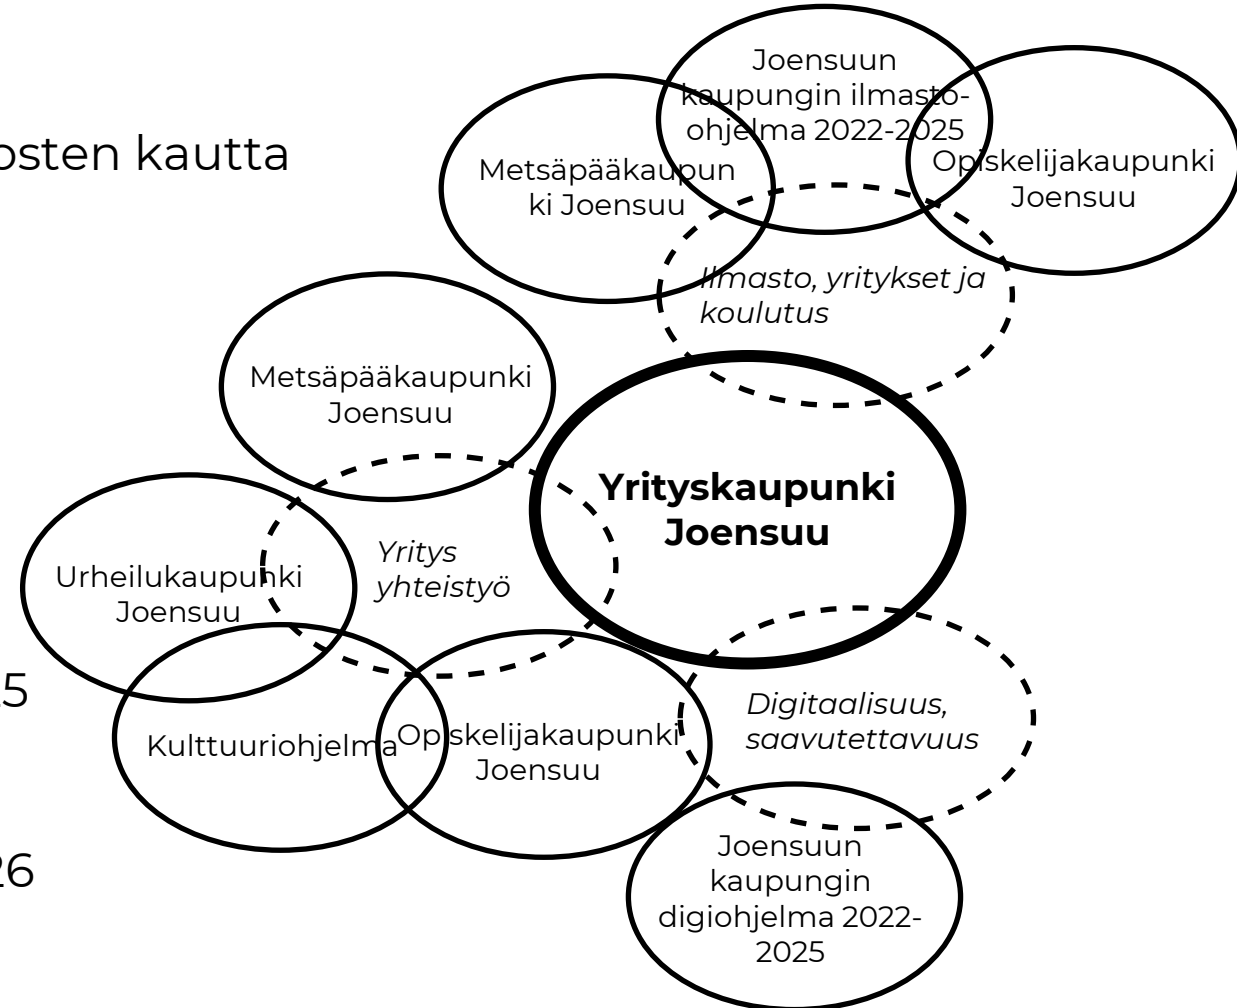 Joensuun
kaupungin ilmasto-
ohjelma 2022-2025
osten kautta
Metsäpääkaupun
ki Joensuu
Opiskelijakaupunki
Joensuu
Ilmasto, yritykset ja
koulutus
Metsäpääkaupunki
Joensuu
Yrityskaupunki
Joensuu
Yritys
yhteistyö
Urheilukaupunki
Joensuu
5
Digitaalisuus,
saavutettavuus
Kulttuuriohjelma
Opiskelijakaupunki
Joensuu
26
Joensuun
kaupungin
digiohjelma 2022-
2025